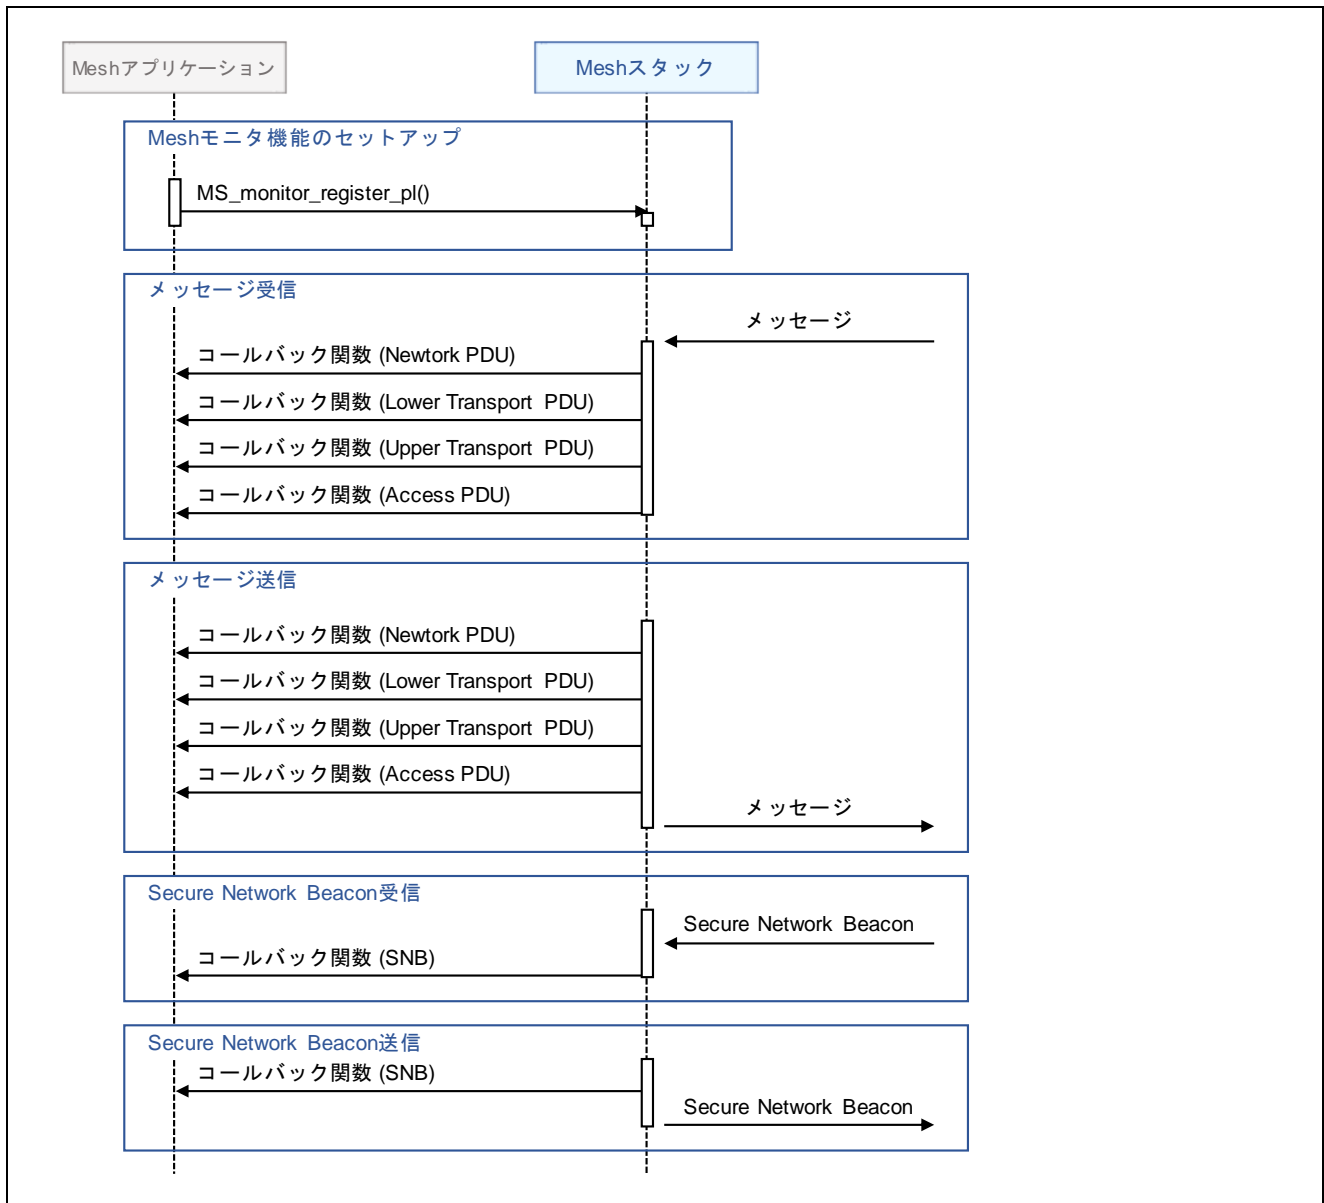 Meshアプリケーション
Meshスタック
Meshモニタ機能のセットアップ
MS_monitor_register_pl()
メッセージ受信
メッセージ
コールバック関数 (Newtork PDU)
コールバック関数 (Lower Transport PDU)
コールバック関数 (Upper Transport PDU)
コールバック関数 (Access PDU)
メッセージ送信
コールバック関数 (Newtork PDU)
コールバック関数 (Lower Transport PDU)
コールバック関数 (Upper Transport PDU)
コールバック関数 (Access PDU)
メッセージ
Secure Network Beacon受信
Secure Network Beacon
コールバック関数 (SNB)
Secure Network Beacon送信
コールバック関数 (SNB)
Secure Network Beacon